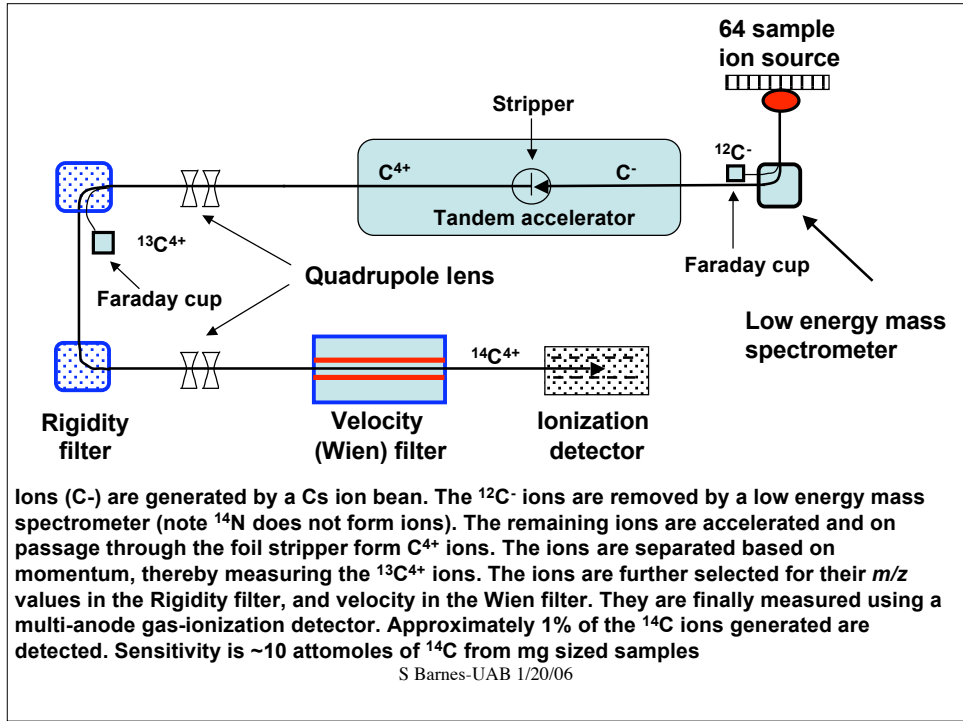 64 sample
ion source
Stripper
¹²C⁻
C⁴⁺
C⁻
Tandem accelerator
¹³C⁴⁺
Faraday cup
Quadrupole lens
Faraday cup
Low energy mass
spectrometer
¹⁴C⁴⁺
Rigidity
filter
Velocity
(Wien) filter
Ionization
detector
Ions (C-) are generated by a Cs ion bean. The ¹²C⁻ ions are removed by a low energy mass
spectrometer (note ¹⁴N does not form ions). The remaining ions are accelerated and on
passage through the foil stripper form C⁴⁺ ions. The ions are separated based on
momentum, thereby measuring the ¹³C⁴⁺ ions. The ions are further selected for their m/z
values in the Rigidity filter, and velocity in the Wien filter. They are finally measured using a
multi-anode gas-ionization detector. Approximately 1% of the ¹⁴C ions generated are
detected. Sensitivity is ~10 attomoles of ¹⁴C from mg sized samples
S Barnes-UAB 1/20/06